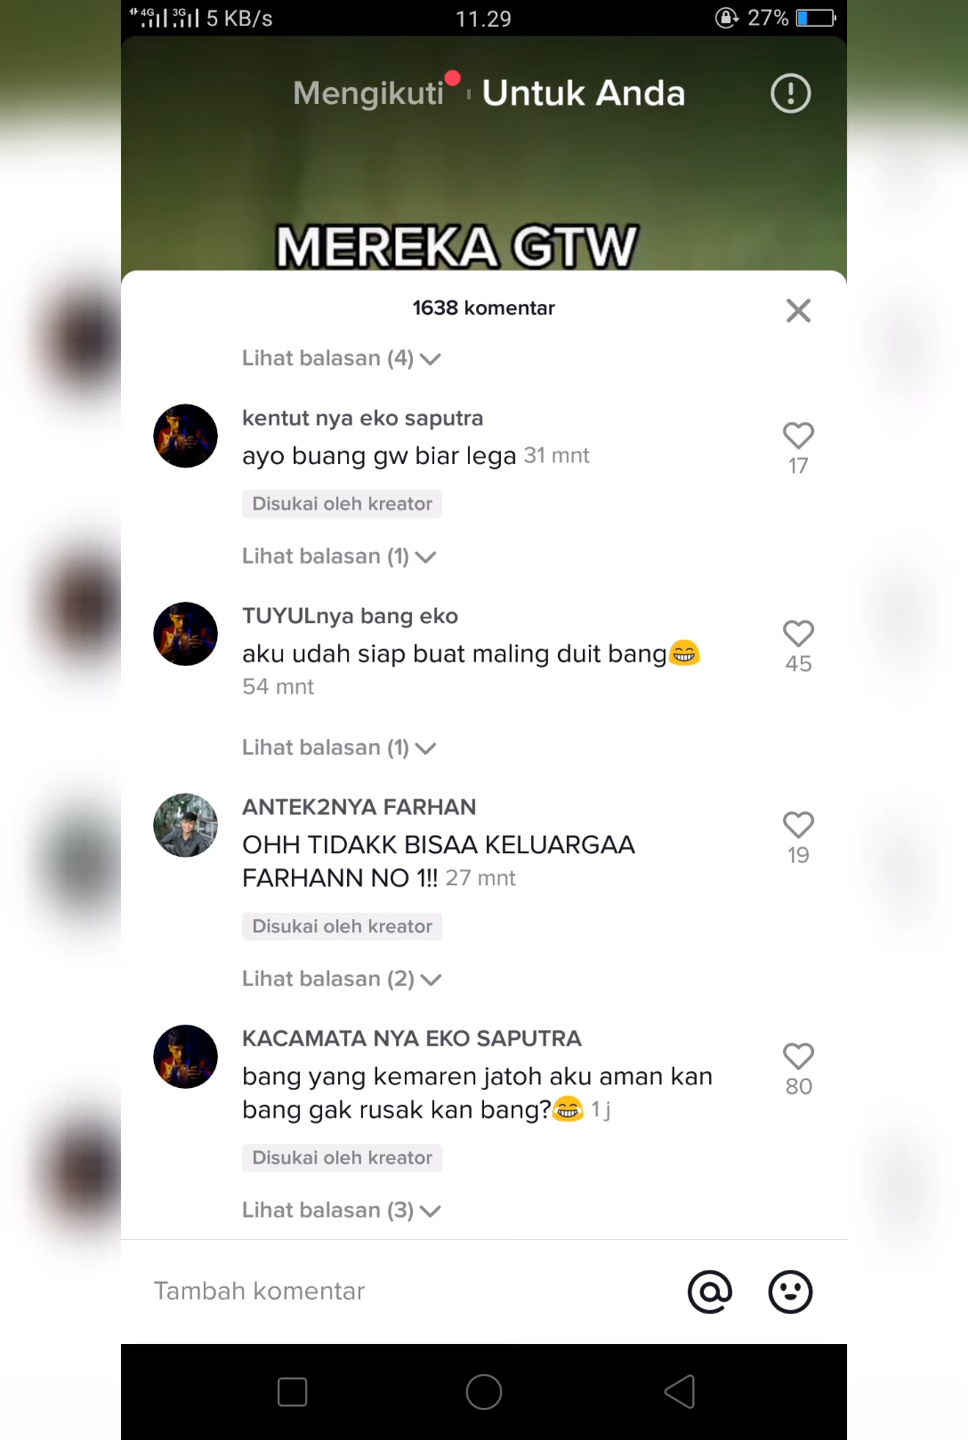 4G 3G 5 KB/s 11.29 27%
Mengikuti Untuk Anda
MEREKA GTW
1638 komentar
Lihat balasan (4)
kentut nya eko saputra
ayo buang gw biar lega 31 mnt
17
Disukai oleh kreator
Lihat balasan (1)
TUYULnya bang eko
aku udah siap buat maling duit bang😁
45
54 mnt
Lihat balasan (1)
ANTEK2NYA FARHAN
OHH TIDAKK BISAA KELUARGAA
19
FARHANN NO 1!! 27 mnt
Disukai oleh kreator
Lihat balasan (2)
KACAMATA NYA EKO SAPUTRA
bang yang kemaren jatoh aku aman kan
80
bang gak rusak kan bang?😂 1 j
Disukai oleh kreator
Lihat balasan (3)
Tambah komentar